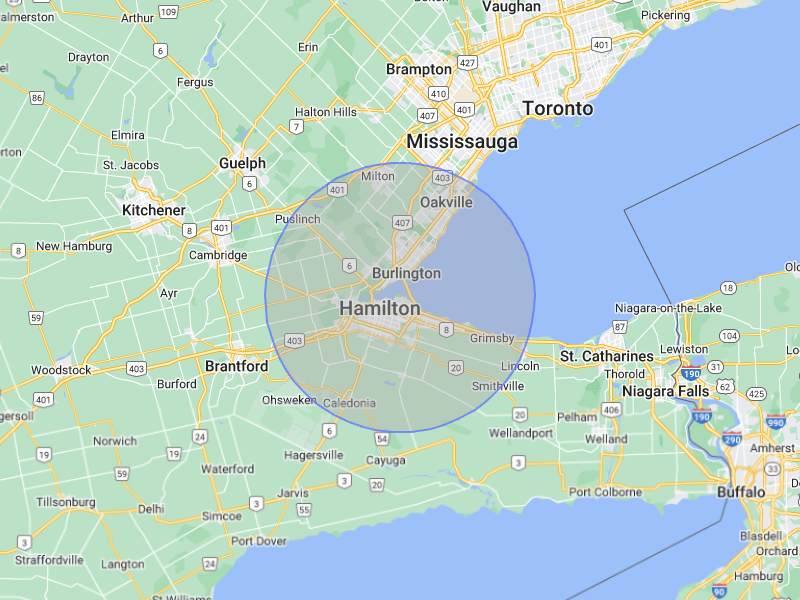 Vaughan
Pickering
Palmerston
Arthur
109
Erin
6
401
Drayton
427
Brampton
Fergus
410
86
401
Toronto
Halton Hills
407
7
Elmira
Mississauga
St. Jacobs
Guelph
Milton
403
6
401
Oakville
Kitchener
Puslinch
407
8
401
New Hamburg
8
Cambridge
6
Burlington
Ayr
18
Niagara-on-the-Lake
Hamilton
59
87
8
104
403
Grimsby
Lewiston
St. Catharines
Woodstock
403
Brantford
20
Lincoln
Thorold
190
31
Burford
Smithville
62
Niagara Falls
425
401
Ohsweken
Caledonia
406
20
Pelham
190
990
6
Wellandport
Welland
290
Norwich
24
54
Amherst
19
19
Hagersville
Cayuga
3
33
59
Waterford
3
20
Port Colborne
Buffalo
Jarvis
Tillsonburg
3
Delhi
55
Simcoe
Blasdell
3
Port Dover
Orchard
Straffordville
Langton
24
Hamburg
St Williams
90